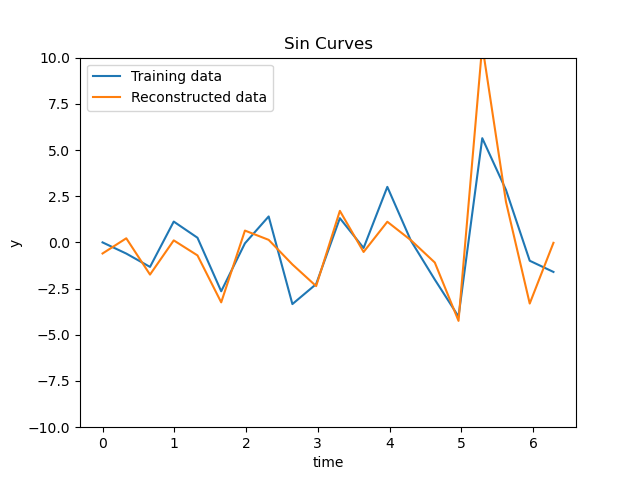 Sin Curves
Training data
Reconstructed data
10.0
7.5
5.0
2.5
0.0
−2.5
−5.0
−7.5
−10.0
y
0 1 2 3 4 5 6
time